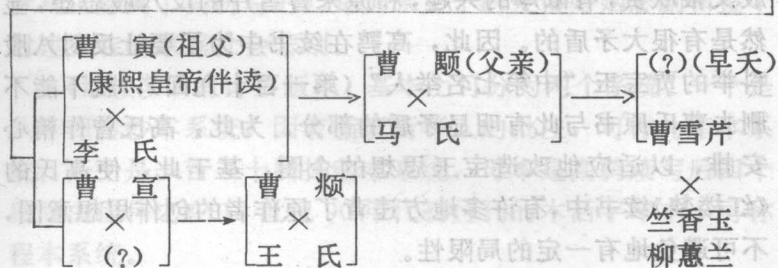 曹 寅(祖父)
(康熙皇帝伴读)
×
李 氏
曹 宣
×
(?)
曹 𫖯
×
王 氏
曹 颙(父亲)
×
马 氏
(?)(早夭)
曹雪芹
×
竺香玉
柳蕙兰